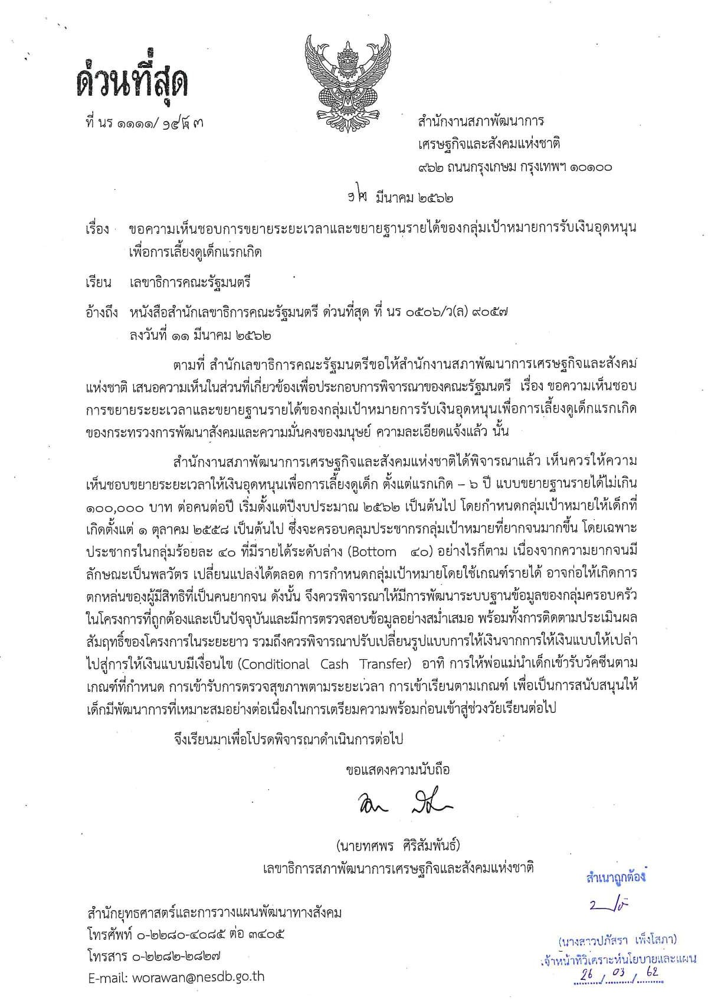 ด่วนที่สุด
ที่ นร ๑๑๑๑/
สำนักงานสภาพัฒนาการ
เศรษฐกิจและสังคมแห่งชาติ
๙๖๒ ถนนกรุงเกษม กรุงเทพฯ ๑๐๑๐๐
๑๒ มีนาคม ๒๕๖๒
เรื่อง ขอความเห็นชอบการขยายระยะเวลาและขยายฐานรายได้ของกลุ่มเป้าหมายการรับเงินอุดหนุน
เพื่อการเลี้ยงดูเด็กแรกเกิด
เรียน เลขาธิการคณะรัฐมนตรี
อ้างถึง หนังสือสำนักเลขาธิการคณะรัฐมนตรี ด่วนที่สุด ที่ นร ๐๕๐๖/ว(ล) ๙๐๕๗
ลงวันที่ ๑๑ มีนาคม ๒๕๖๒
ตามที่ สำนักเลขาธิการคณะรัฐมนตรีขอให้สำนักงานสภาพัฒนาการเศรษฐกิจและสังคม
แห่งชาติ เสนอความเห็นในส่วนที่เกี่ยวข้องเพื่อประกอบการพิจารณาของคณะรัฐมนตรี เรื่อง ขอความเห็นชอบ
การขยายระยะเวลาและขยายฐานรายได้ของกลุ่มเป้าหมายการรับเงินอุดหนุนเพื่อการเลี้ยงดูเด็กแรกเกิด
ของกระทรวงการพัฒนาสังคมและความมั่นคงของมนุษย์ ความละเอียดแจ้งแล้ว นั้น
สำนักงานสภาพัฒนาการเศรษฐกิจและสังคมแห่งชาติได้พิจารณาแล้ว เห็นควรให้ความ
เห็นชอบขยายระยะเวลาให้เงินอุดหนุนเพื่อการเลี้ยงดูเด็ก ตั้งแต่แรกเกิด – ๖ ปี แบบขยายฐานรายได้ไม่เกิน
๑๐๐,๐๐๐ บาท ต่อคนต่อปี เริ่มตั้งแต่ปีงบประมาณ ๒๕๖๒ เป็นต้นไป โดยกำหนดกลุ่มเป้าหมายให้เด็กที่
เกิดตั้งแต่ ๑ ตุลาคม ๒๕๕๘ เป็นต้นไป ซึ่งจะครอบคลุมประชากรกลุ่มเป้าหมายที่ยากจนมากขึ้น โดยเฉพาะ
ประชากรในกลุ่มร้อยละ ๔๐ ที่มีรายได้ระดับล่าง (Bottom ๔๐) อย่างไรก็ตาม เนื่องจากความยากจนมี
ลักษณะเป็นพลวัตร เปลี่ยนแปลงได้ตลอด การกำหนดกลุ่มเป้าหมายโดยใช้เกณฑ์รายได้ อาจก่อให้เกิดการ
ตกหล่นของผู้มีสิทธิที่เป็นคนยากจน ดังนั้น จึงควรพิจารณาให้มีการพัฒนาระบบฐานข้อมูลของกลุ่มครอบครัว
ในโครงการที่ถูกต้องและเป็นปัจจุบันและมีการตรวจสอบข้อมูลอย่างสม่ำเสมอ พร้อมทั้งการติดตามประเมินผล
สัมฤทธิ์ของโครงการในระยะยาว รวมถึงควรพิจารณาปรับเปลี่ยนรูปแบบการให้เงินจากการให้เงินแบบให้เปล่า
ไปสู่การให้เงินแบบมีเงื่อนไข (Conditional Cash Transfer) อาทิ การให้พ่อแม่นำเด็กเข้ารับวัคซีนตาม
เกณฑ์ที่กำหนด การเข้ารับการตรวจสุขภาพตามระยะเวลา การเข้าเรียนตามเกณฑ์ เพื่อเป็นการสนับสนุนให้
เด็กมีพัฒนาการที่เหมาะสมอย่างต่อเนื่องในการเตรียมความพร้อมก่อนเข้าสู่ช่วงวัยเรียนต่อไป
จึงเรียนมาเพื่อโปรดพิจารณาดำเนินการต่อไป
ขอแสดงความนับถือ
(นายทศพร ศิริสัมพันธ์)
เลขาธิการสภาพัฒนาการเศรษฐกิจและสังคมแห่งชาติ
สำเนาถูกต้อง
สำนักยุทธศาสตร์และการวางแผนพัฒนาทางสังคม
โทรศัพท์ ๐-๒๒๘๐-๔๐๘๕ ต่อ ๓๔๐๕
โทรสาร ๐-๒๒๘๒-๒๘๒๗
E-mail: worawan@nesdb.go.th
(นางสาวปภัสรา เพ็งโสภา)
เจ้าหน้าที่วิเคราะห์นโยบายและแผน
26 / 03 / 62